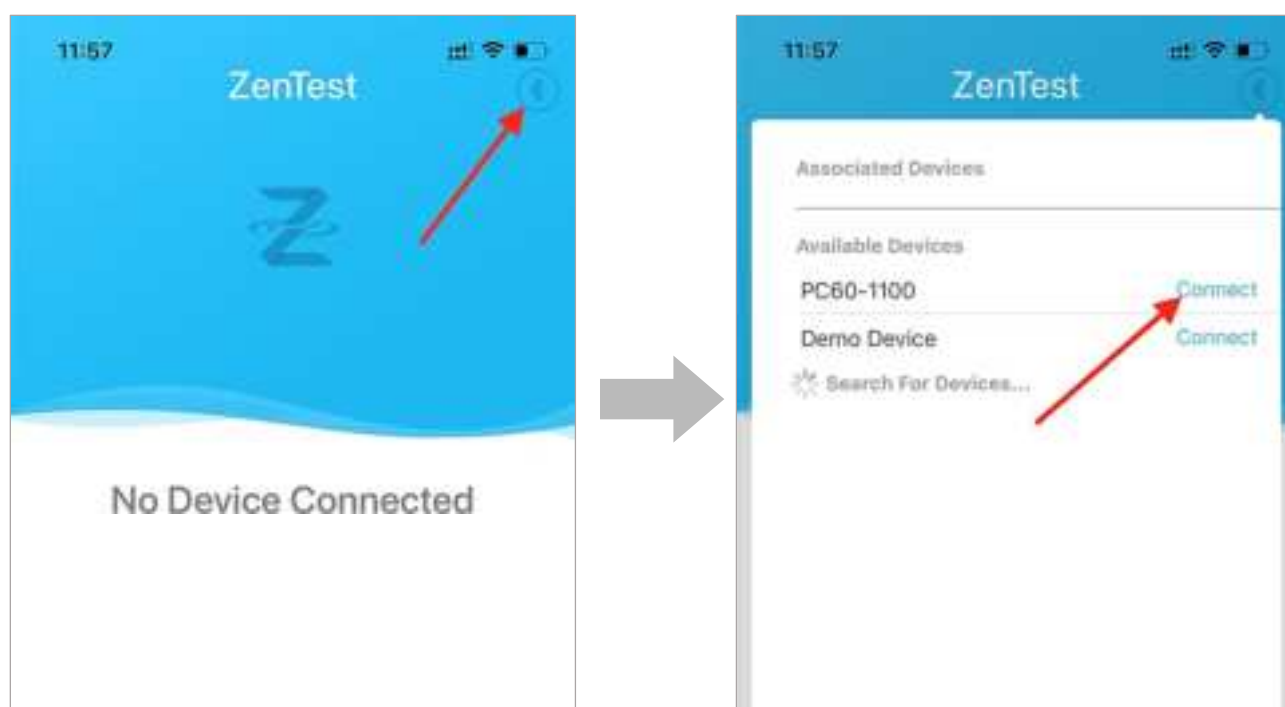 11:57
ZenTest
Z
No Device Connected
11:57
ZenTest
Associated Devices
Available Devices
PC60-1100 Connect
Demo Device Connect
Search For Devices...